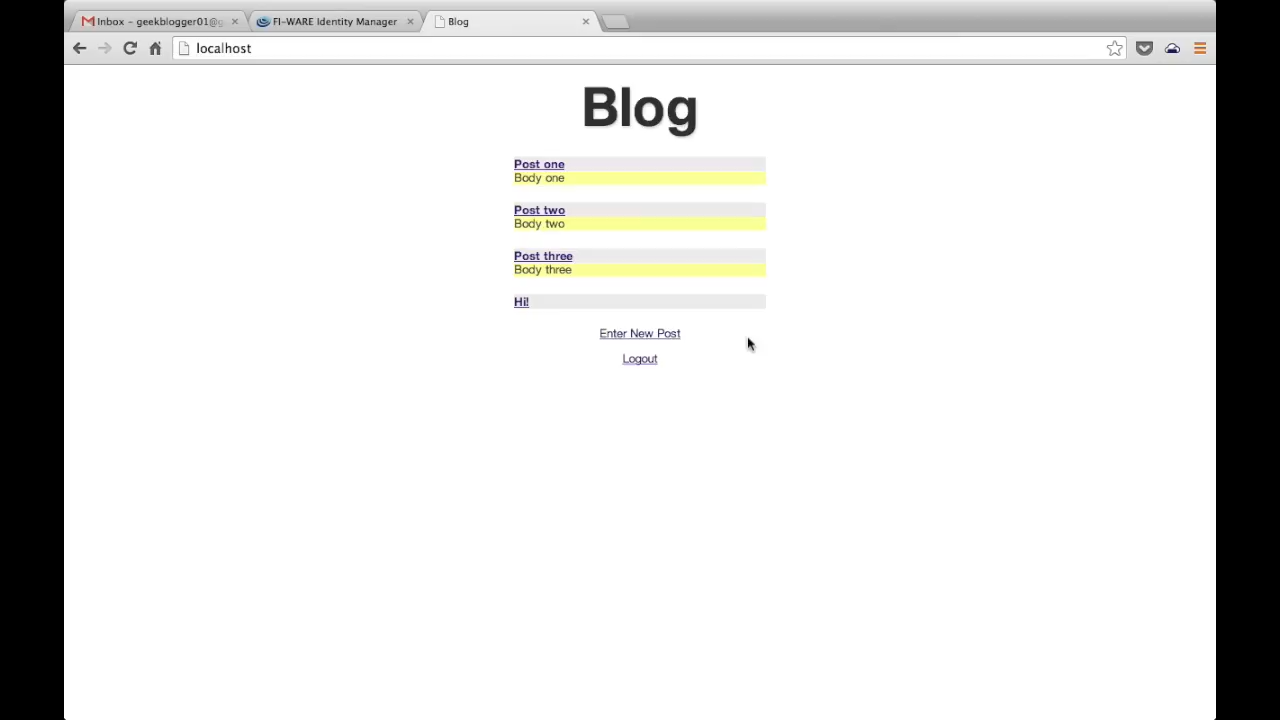 Inbox - geekblogger01@g
FI-WARE Identity Manager
Blog
localhost
Blog
Post one
Body one
Post two
Body two
Post three
Body three
Hi!
Enter New Post
Logout